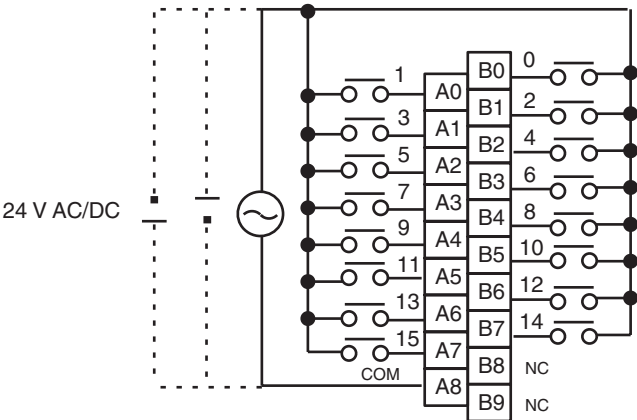 B0 0
1 A0
B1 2
3 A1
B2 4
5 A2
B3 6
7 A3
24 V AC/DC
B4 8
9 A4
B5 10
11 A5
B6 12
13 A6
B7 14
15 A7
COM
B8 NC
A8
B9 NC